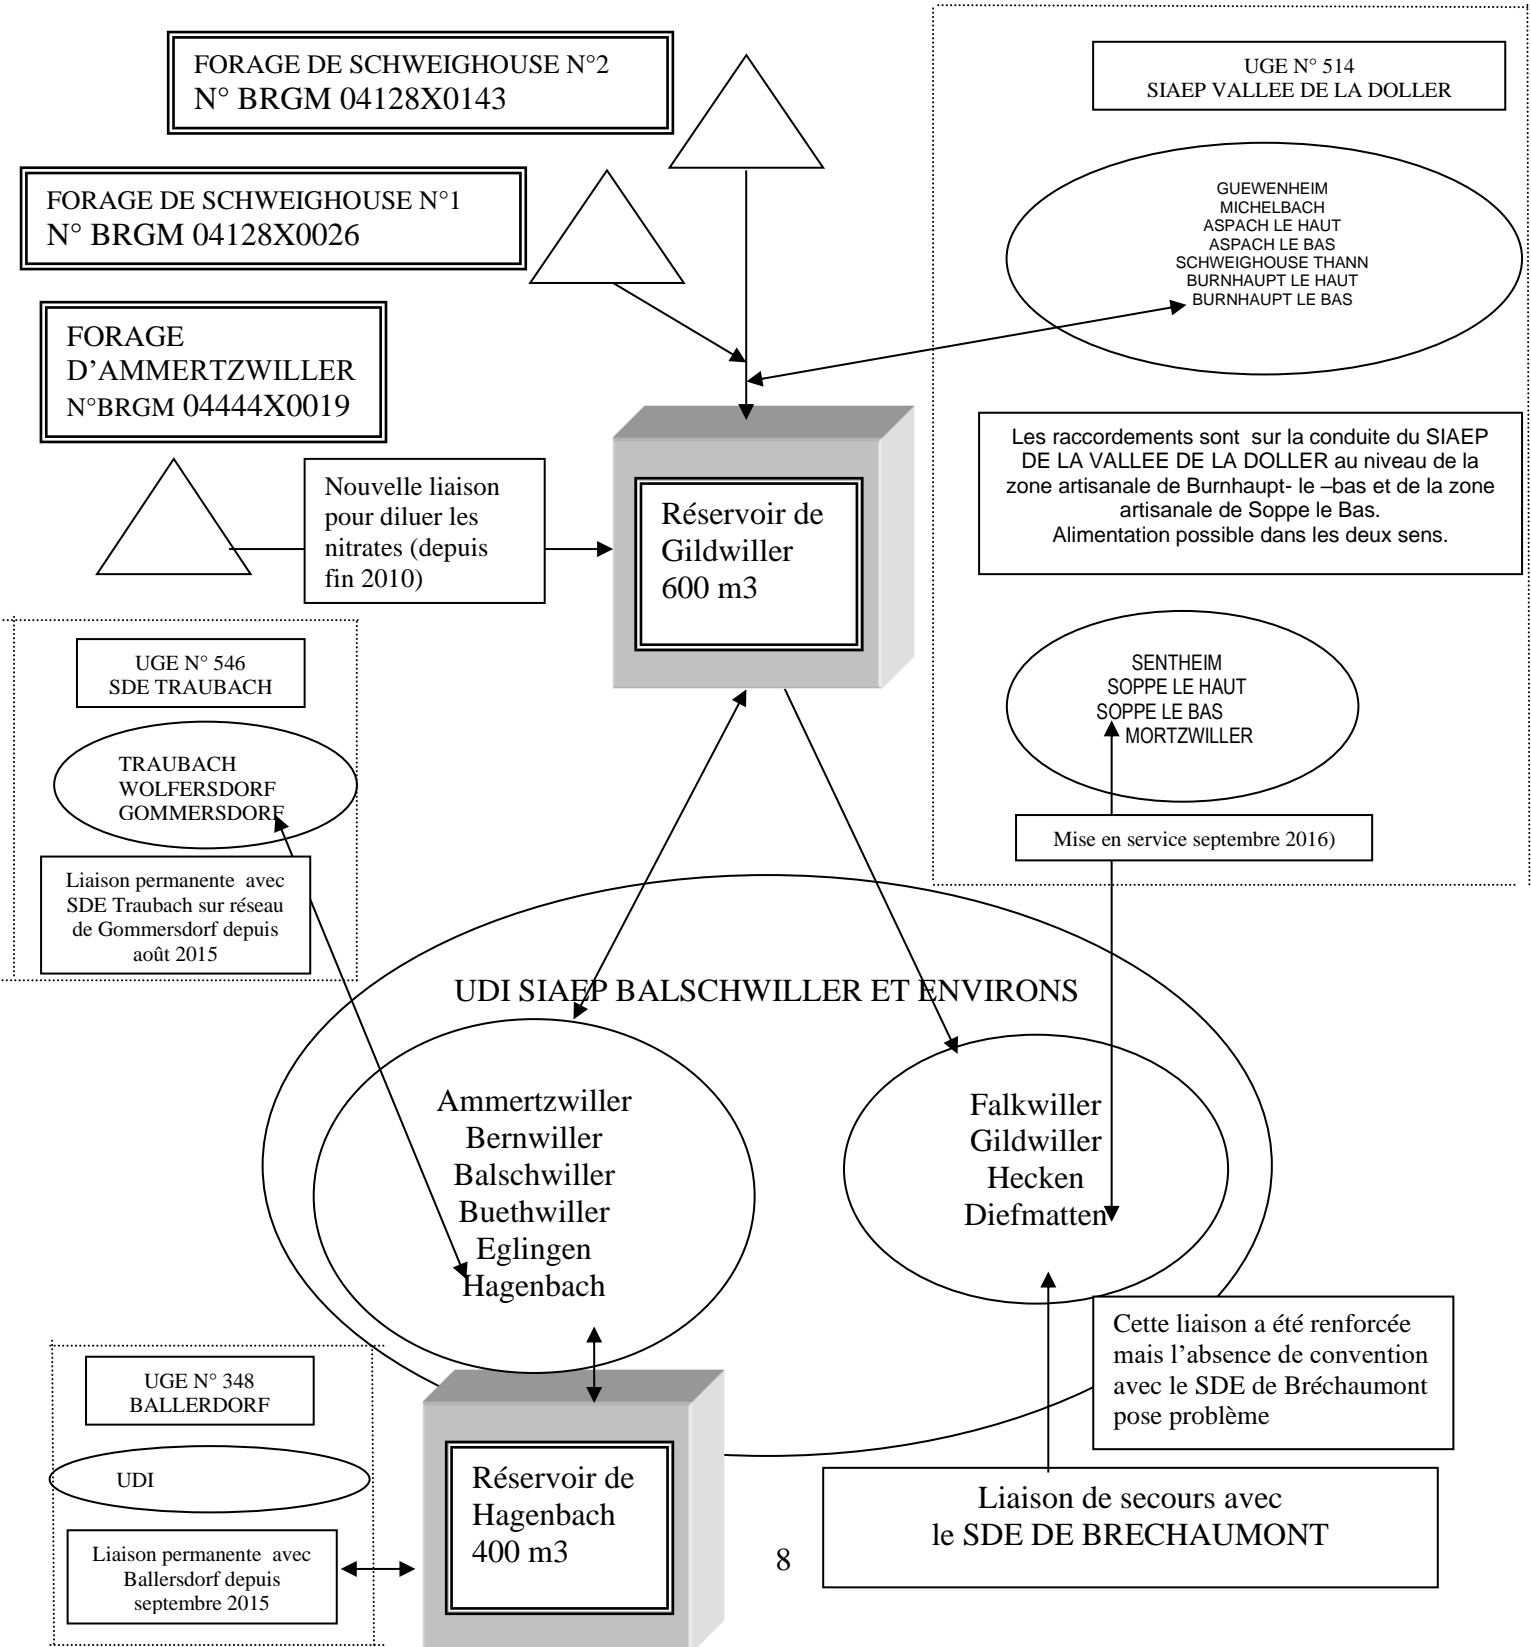 FORAGE DE SCHWEIGHOUSE N°2
N° BRGM 04128X0143
UGE N° 514
SIAEP VALLEE DE LA DOLLER
FORAGE DE SCHWEIGHOUSE N°1
N° BRGM 04128X0026
GUEWENHEIM
MICHELBACH
ASPACH LE HAUT
ASPACH LE BAS
SCHWEIGHOUSE THANN
BURNHAUPT LE HAUT
BURNHAUPT LE BAS
FORAGE
D’AMMERTZWILLER
N°BRGM 04444X0019
Les raccordements sont sur la conduite du SIAEP
DE LA VALLEE DE LA DOLLER au niveau de la
zone artisanale de Burnhaupt- le –bas et de la zone
artisanale de Soppe le Bas.
Alimentation possible dans les deux sens.
Nouvelle liaison
pour diluer les
nitrates (depuis
fin 2010)
Réservoir de
Gildwiller
600 m3
UGE N° 546
SDE TRAUBACH
SENTHEIM
SOPPE LE HAUT
SOPPE LE BAS
MORTZWILLER
TRAUBACH
WOLFERSDORF
GOMMERSDORF
Mise en service septembre 2016)
Liaison permanente avec
SDE Traubach sur réseau
de Gommersdorf depuis
août 2015
UDI SIAEP BALSCHWILLER ET ENVIRONS
Ammertzwiller
Bernwiller
Balschwiller
Buethwiller
Eglingen
Hagenbach
Falkwiller
Gildwiller
Hecken
Diefmatten
Cette liaison a été renforcée
mais l’absence de convention
avec le SDE de Bréchaumont
pose problème
UGE N° 348
BALLERDORF
UDI
Réservoir de
Hagenbach
400 m3
Liaison de secours avec
le SDE DE BRECHAUMONT
Liaison permanente avec
Ballersdorf depuis
septembre 2015
8